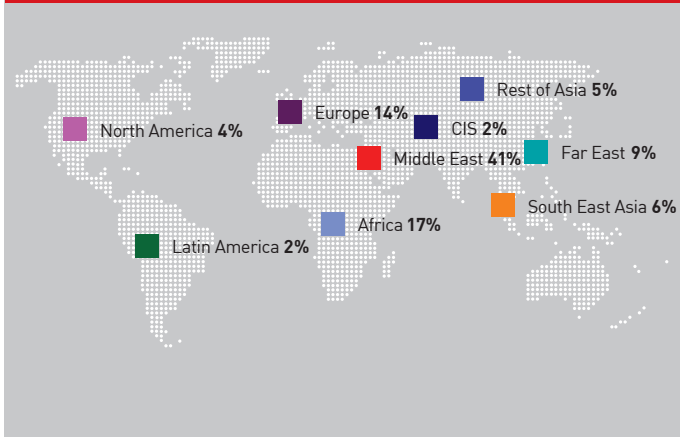 Rest of Asia 5%
Europe 14%
North America 4%
CIS 2%
Middle East 41%
Far East 9%
South East Asia 6%
Africa 17%
Latin America 2%